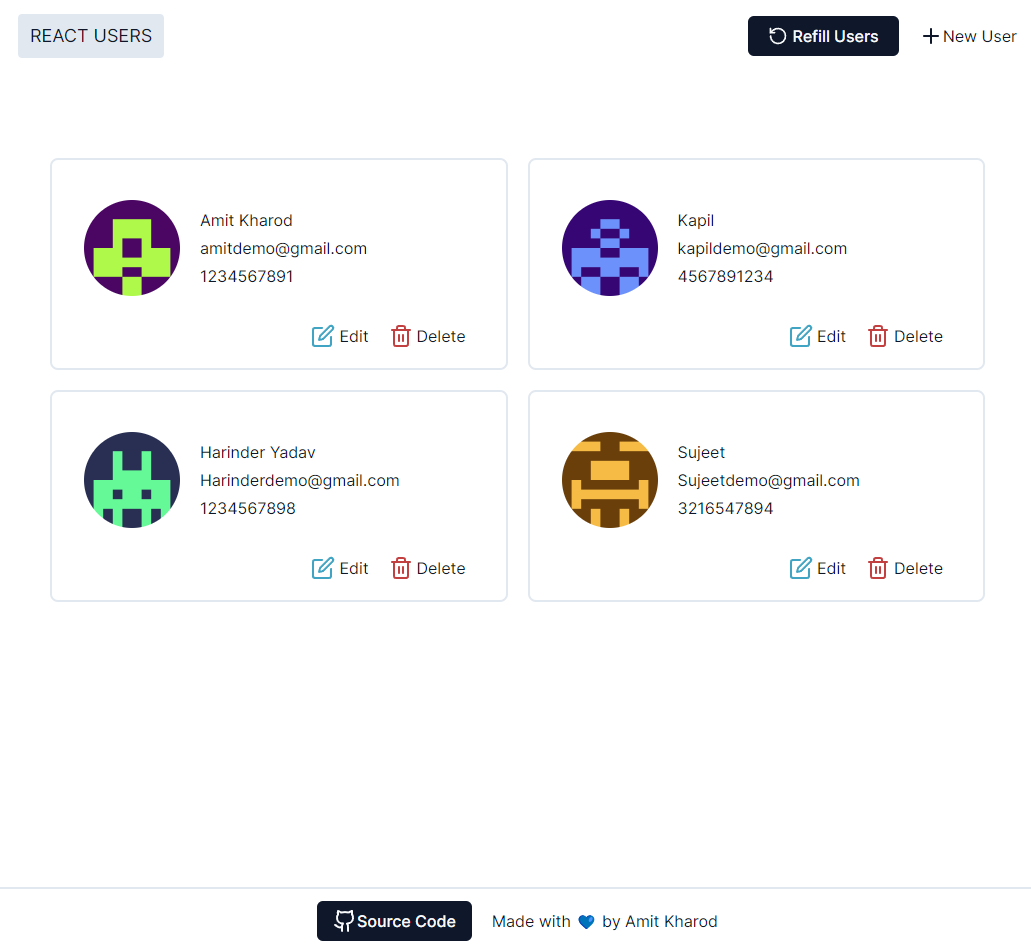 REACT USERS
Refill Users
New User
Amit Kharod
amitdemo@gmail.com
1234567891
Edit
Delete
Kapil
kapildemo@gmail.com
4567891234
Edit
Delete
Harinder Yadav
Harinderdemo@gmail.com
1234567898
Edit
Delete
Sujeet
Sujeetdemo@gmail.com
3216547894
Edit
Delete
Source Code
Made with 💙 by Amit Kharod